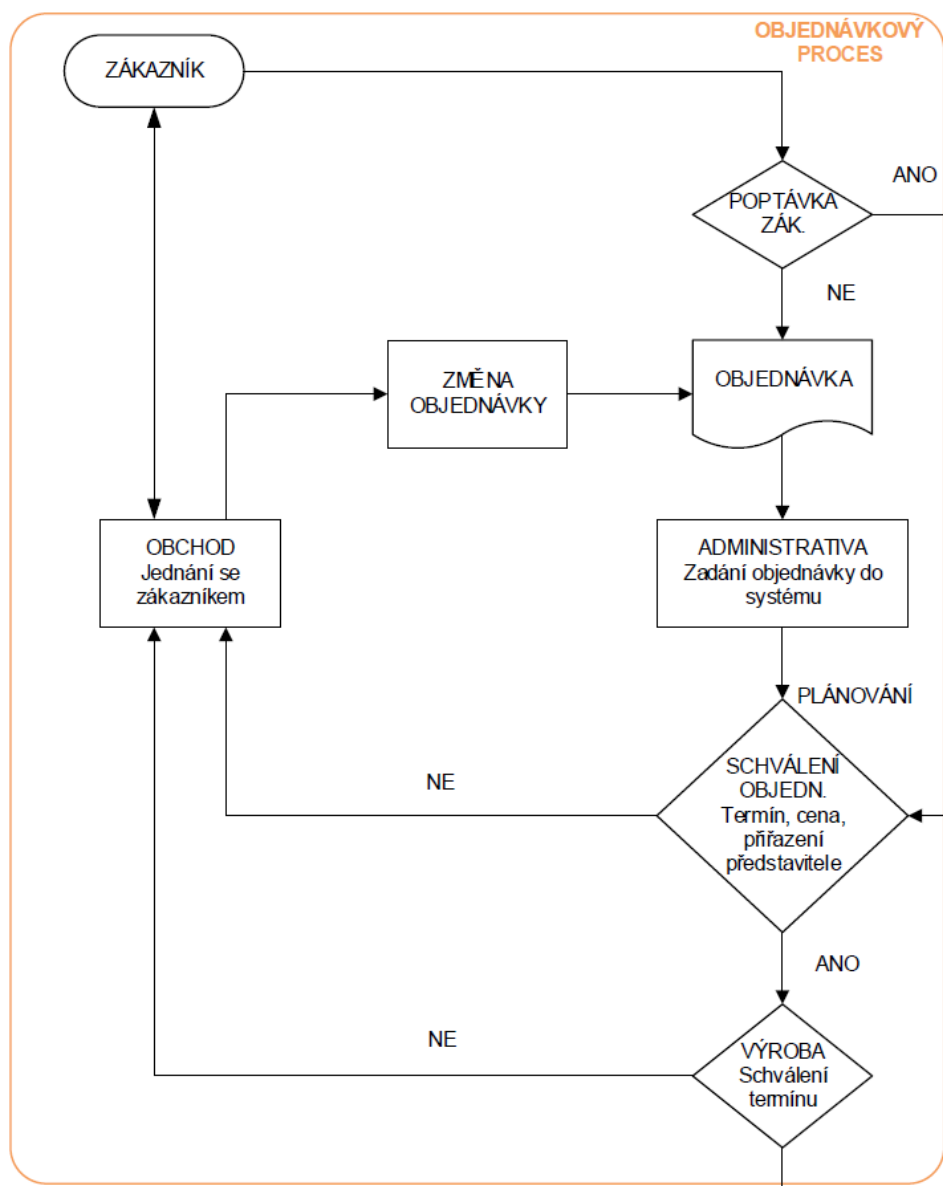 OBJEDNÁVKOVÝ
PROCES
ZÁKAZNÍK
ANO
POPTÁVKA
ZÁK.
NE
ZMĚNA
OBJEDNÁVKY
OBJEDNÁVKA
OBCHOD
Jednání se
zákazníkem
ADMINISTRATIVA
Zadání objednávky do
systému
PLÁNOVÁNÍ
SCHVÁLENÍ
OBJEDN.
Termín, cena,
přiřazení
představitele
NE
ANO
NE
VÝROBA
Schválení
termínu